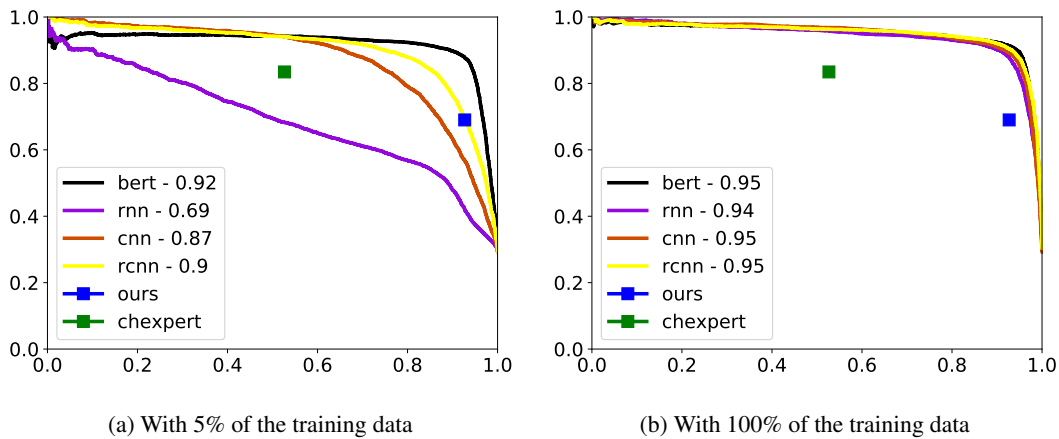 1.0
0.8
0.6
0.4
0.2
0.0
0.0 0.2 0.4 0.6 0.8 1.0
bert - 0.92
rnn - 0.69
cnn - 0.87
rcnn - 0.9
ours
chexpert
(a) With 5% of the training data
1.0
0.8
0.6
0.4
0.2
0.0
0.0 0.2 0.4 0.6 0.8 1.0
bert - 0.95
rnn - 0.94
cnn - 0.95
rcnn - 0.95
ours
chexpert
(b) With 100% of the training data